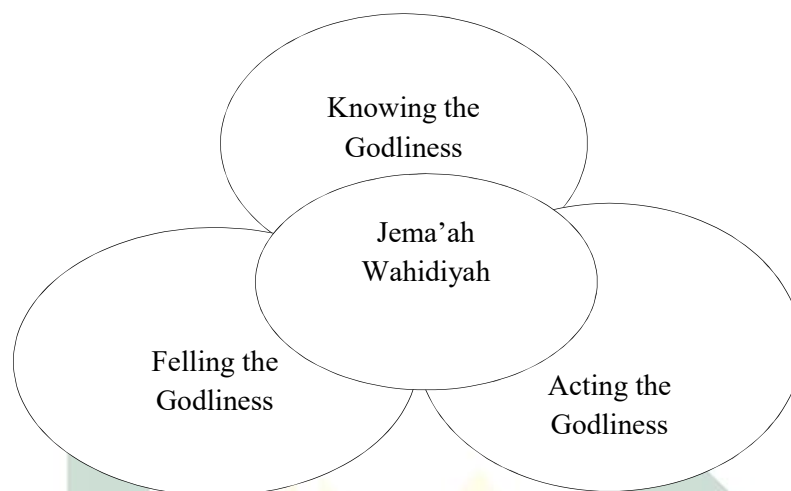 Knowing the
Godliness
Jema’ah
Wahidiyah
Felling the
Godliness
Acting the
Godliness